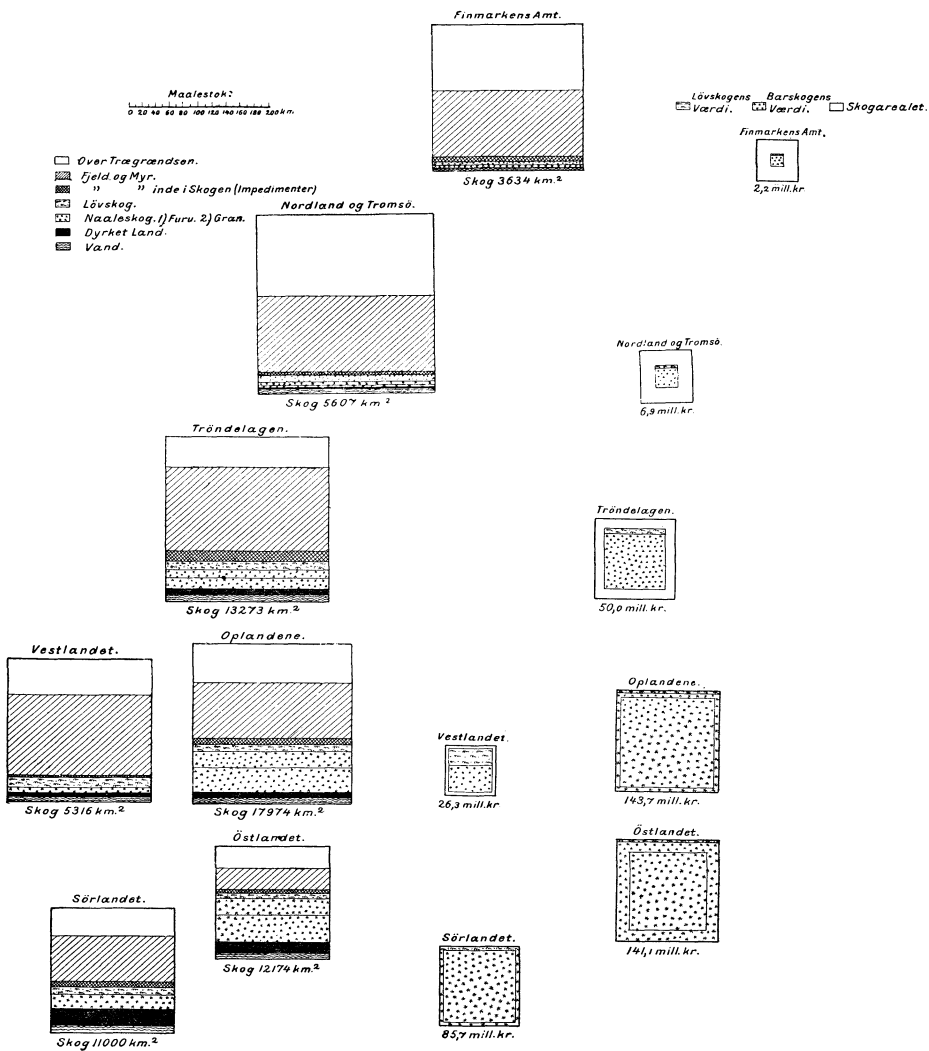 Finmarkens Amt.
Maalestok:
0 20 40 60 80 100 120 140 160 180 200 km.
Over Trægrændsen.
Fjeld og Myr.
" " inde i Skogen (Impedimenter)
Lövskog.
Naaleskog. 1) Furu. 2) Gran.
Dyrket Land.
Vand.
Skog 3634 km.²
Nordland og Tromsö.
Skog 5607 km²
Tröndelagen.
Skog 13273 km.²
Vestlandet.
Skog 5316 km.²
Oplandene.
Skog 17974 km.²
Östlandet.
Skog 12174 km.²
Sörlandet.
Skog 11000 km.²
Lövskogens Værdi.
Barskogens Værdi.
Skogarealet.
Finmarkens Amt.
2,2 mill. kr.
Nordland og Tromsö.
6,9 mill. kr.
Tröndelagen.
50,0 mill. kr.
Oplandene.
143,7 mill. kr.
Vestlandet.
26,3 mill. kr
Östlandet.
141,1 mill. kr.
Sörlandet.
85,7 mill. kr.